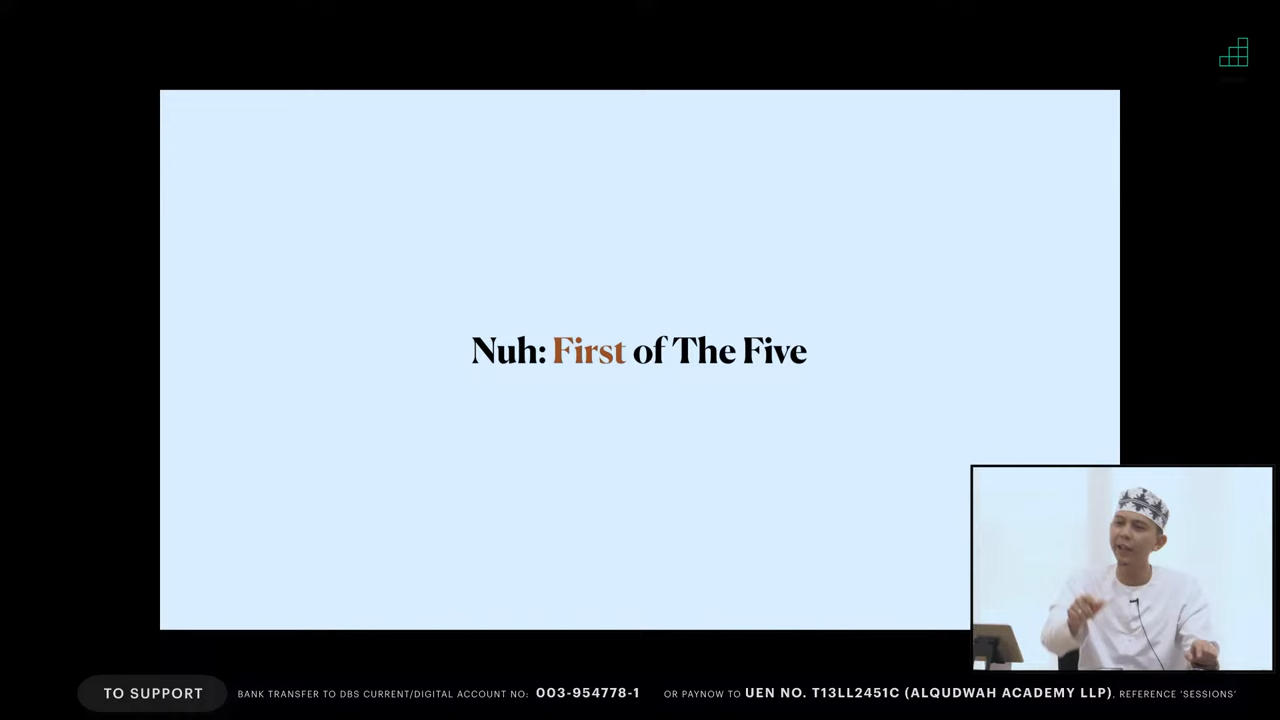 Nuh: First of The Five
TO SUPPORT
BANK TRANSFER TO DBS CURRENT/DIGITAL ACCOUNT NO: 003-954778-1
OR PAYNOW TO UEN NO. T13LL2451C (ALQUDWAH ACADEMY LLP), REFERENCE 'SESSIONS'